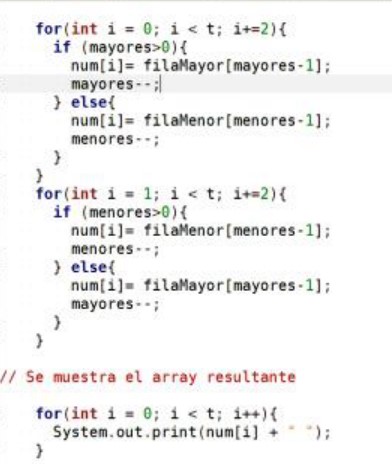 for(int i = 0; i < t; i+=2){
if (mayores>0){
num[i]= filaMayor[mayores-1];
mayores--;
} else{
num[i]= filaMenor[menores-1];
menores--;
}
}
for(int i = 1; i < t; i+=2){
if (menores>0){
num[i]= filaMenor[menores-1];
menores--;
} else{
num[i]= filaMayor[mayores-1];
mayores--;
}
}
// Se muestra el array resultante
for(int i = 0; i < t; i++){
System.out.print(num[i] + " ");
}